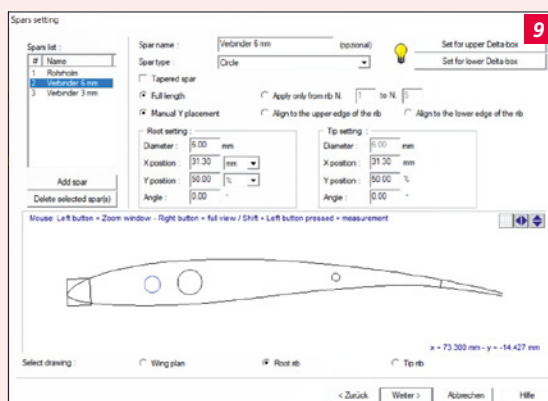 Spars setting
9
Spars list :
# Name
1 Rohrholm
2 Verbinder 6 mm
3 Verbinder 3 mm
Add spar
Delete selected spar(s)
Spar name : Verbinder 6 mm (optional)
Spar type : Circle
Tapered spar
Full length Apply only from rib N. 1 to N. 5
Manual Y placement Align to the upper edge of the rib Align to the lower edge of the rib
Set for upper Delta-box
Set for lower Delta-box
Root setting :
Diameter : 6.00 mm
X position : 31.30 mm
Y position : 50.00 %
Angle : 0.00 °
Tip setting :
Diameter : 6.00 mm
X position : 31.30 mm
Y position : 50.00 %
Angle : 0.00 °
Mouse: Left button = Zoom window - Right button = full view / Shift + Left button pressed = measurement
x = 73.300 mm - y = -14.427 mm
Select drawing : Wing plan Root rib Tip rib
< Zurück Weiter > Abbrechen Hilfe